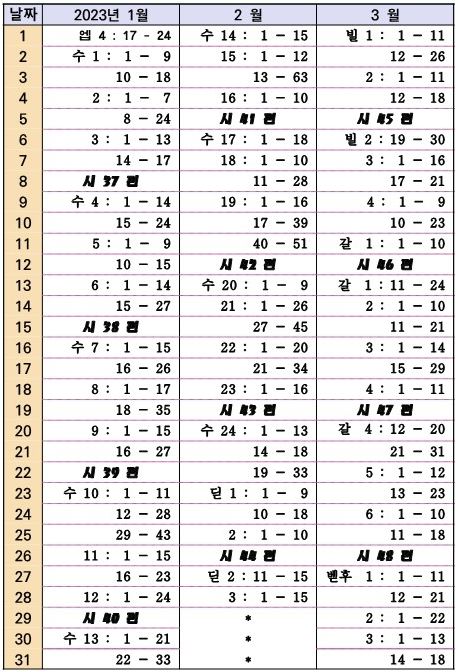 날짜 2023년 1월 2 월 3 월
1 엡 4 : 17 - 24 수 14 : 1 - 15 빌 1 : 1 - 11
2 수 1 : 1 - 9 15 : 1 - 12 12 - 26
3 10 - 18 13 - 63 2 : 1 - 11
4 2 : 1 - 7 16 : 1 - 10 12 - 18
5 8 - 24 시 41 편 시 45 편
6 3 : 1 - 13 수 17 : 1 - 18 빌 2 : 19 - 30
7 14 - 17 18 : 1 - 10 3 : 1 - 16
8 시 37 편 11 - 28 17 - 21
9 수 4 : 1 - 14 19 : 1 - 16 4 : 1 - 9
10 15 - 24 17 - 39 10 - 23
11 5 : 1 - 9 40 - 51 갈 1 : 1 - 10
12 10 - 15 시 42 편 시 46 편
13 6 : 1 - 14 수 20 : 1 - 9 갈 1 : 11 - 24
14 15 - 27 21 : 1 - 26 2 : 1 - 10
15 시 38 편 27 - 45 11 - 21
16 수 7 : 1 - 15 22 : 1 - 20 3 : 1 - 14
17 16 - 26 21 - 34 15 - 29
18 8 : 1 - 17 23 : 1 - 16 4 : 1 - 11
19 18 - 35 시 43 편 시 47 편
20 9 : 1 - 15 수 24 : 1 - 13 갈 4 : 12 - 20
21 16 - 27 14 - 18 21 - 31
22 시 39 편 19 - 33 5 : 1 - 12
23 수 10 : 1 - 11 딛 1 : 1 - 9 13 - 23
24 12 - 28 10 - 18 6 : 1 - 10
25 29 - 43 2 : 1 - 10 11 - 18
26 11 : 1 - 15 시 44 편 시 48 편
27 16 - 23 딛 2 : 11 - 15 벧후 1 : 1 - 11
28 12 : 1 - 24 3 : 1 - 15 12 - 21
29 시 40 편 * 2 : 1 - 22
30 수 13 : 1 - 21 * 3 : 1 - 13
31 22 - 33 * 14 - 18